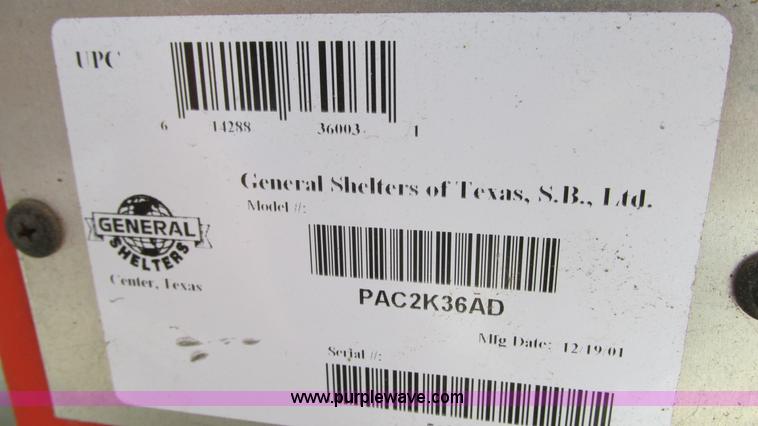 UPC
6 14288 36003 1
General Shelters of Texas, S.B., Ltd.
Model #:
GENERAL
SHELTERS
Center, Texas
PAC2K36AD
Mfg Date: 12/19/01
Serial #:
www.purplewave.com